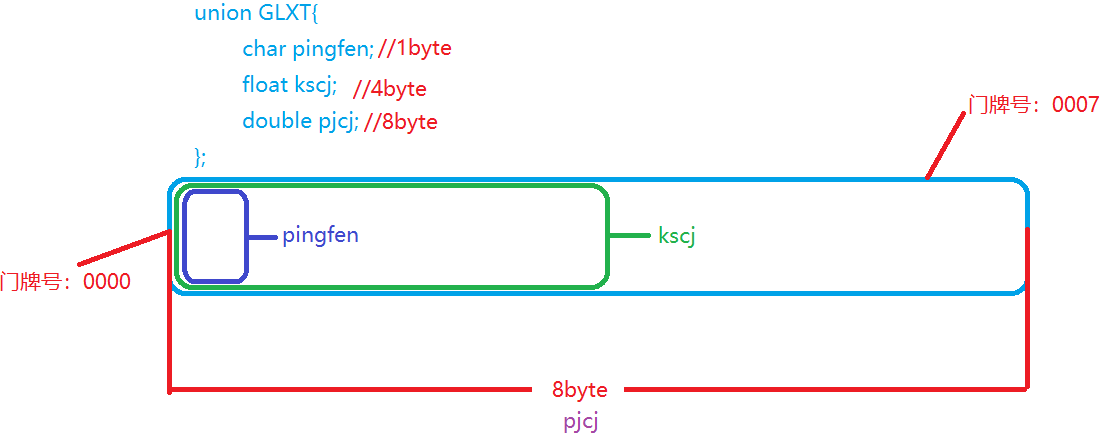 union GLXT{
char pingfen; //1byte
float kscj; //4byte
double pjcj; //8byte
};
门牌号：0007
pingfen
kscj
门牌号：0000
8byte
pjcj